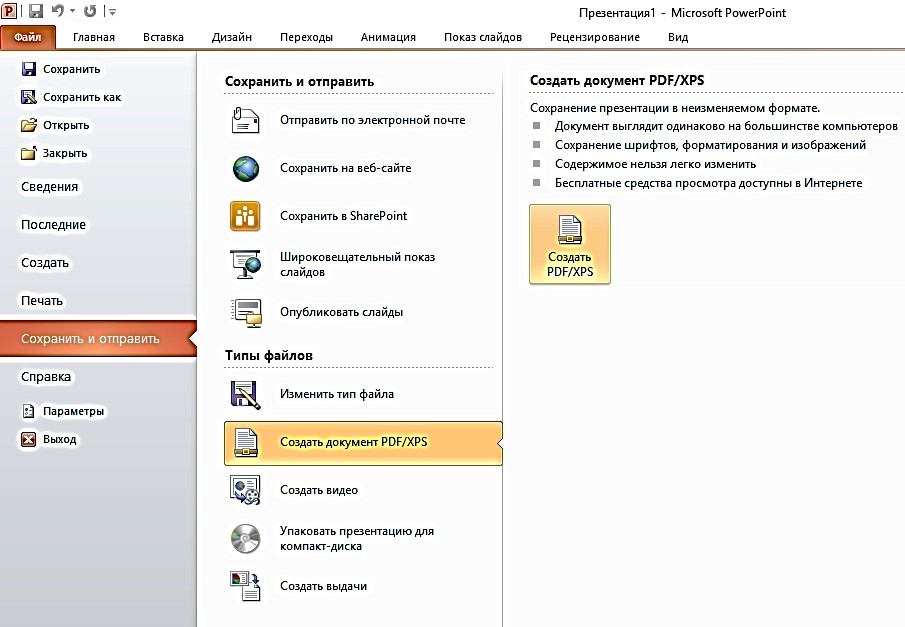 Презентация1 - Microsoft PowerPoint
Файл
Главная
Вставка
Дизайн
Переходы
Анимация
Показ слайдов
Рецензирование
Вид
Сохранить
Сохранить как
Открыть
Закрыть
Сведения
Последние
Создать
Печать
Сохранить и отправить
Справка
Параметры
Выход
Сохранить и отправить
Отправить по электронной почте
Сохранить на веб-сайте
Сохранить в SharePoint
Широковещательный показ
слайдов
Опубликовать слайды
Типы файлов
Изменить тип файла
Создать документ PDF/XPS
Создать видео
Упаковать презентацию для
компакт-диска
Создать выдачи
Создать документ PDF/XPS
Сохранение презентации в неизменяемом формате.
Документ выглядит одинаково на большинстве компьютеров
Сохранение шрифтов, форматирования и изображений
Содержимое нельзя легко изменить
Бесплатные средства просмотра доступны в Интернете
Создать
PDF/XPS